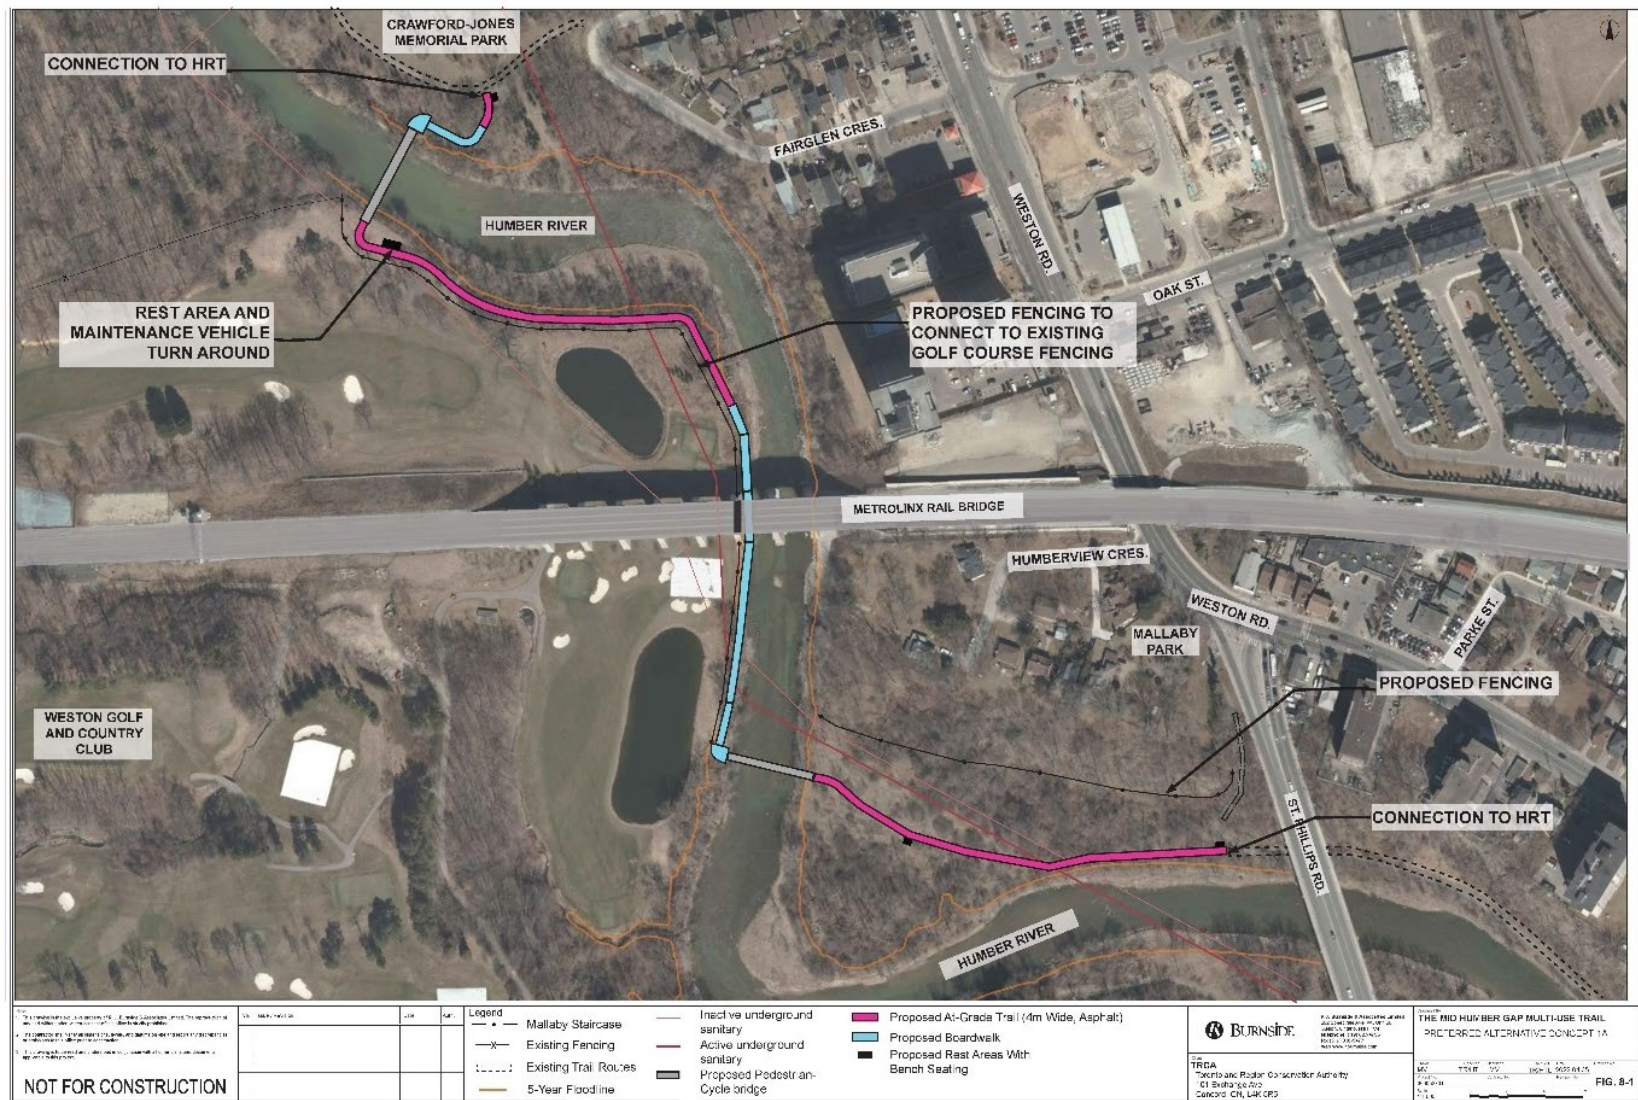 CRAWFORD-JONES
MEMORIAL PARK
CONNECTION TO HRT
FAIRGLEN CRES.
WESTON RD.
HUMBER RIVER
OAK ST.
REST AREA AND
MAINTENANCE VEHICLE
TURN AROUND
PROPOSED FENCING TO
CONNECT TO EXISTING
GOLF COURSE FENCING
METROLINX RAIL BRIDGE
HUMBERVIEW CRES.
WESTON RD.
PARKE ST.
MALLABY
PARK
PROPOSED FENCING
WESTON GOLF
AND COUNTRY
CLUB
CONNECTION TO HRT
ST. PHILLIPS RD.
HUMBER RIVER
NOT FOR CONSTRUCTION
Legend
Mallaby Staircase
Existing Fencing
Existing Trail Routes
5-Year Floodline
Inactive underground
sanitary
Active underground
sanitary
Proposed Pedestrian-
Cycle bridge
Proposed At-Grade Trail (4m Wide, Asphalt)
Proposed Boardwalk
Proposed Rest Areas With
Bench Seating
BURNSIDE
TRCA
Toronto and Region Conservation Authority
101 Exchange Ave
THE MID HUMBER GAP MULTI-USE TRAIL
PREFERRED ALTERNATIVE CONCEPT 1A
FIG. 8-1